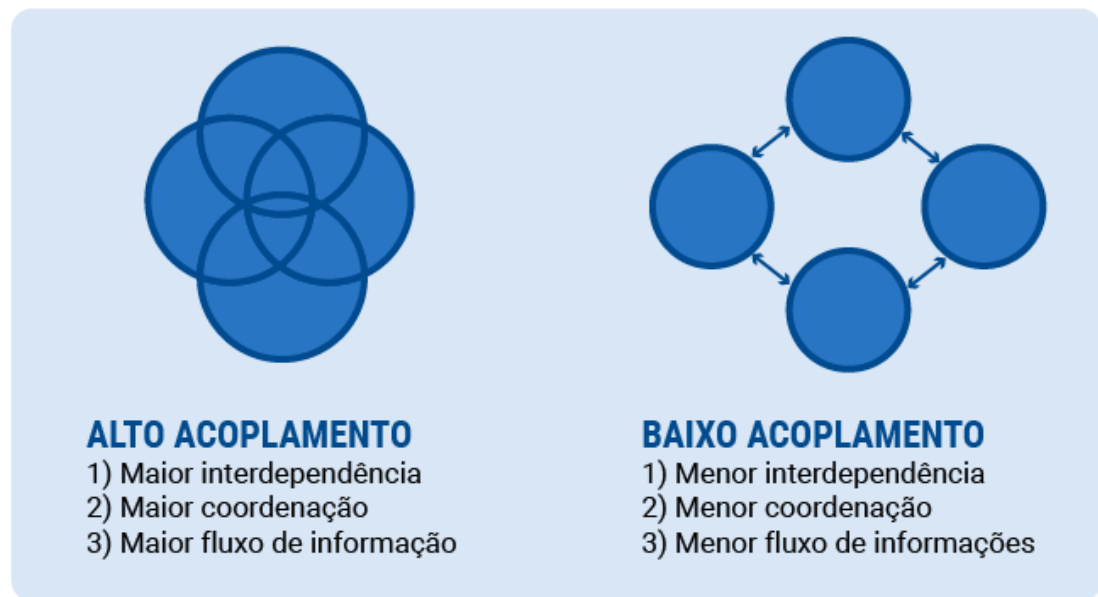 ALTO ACOPLAMENTO
1) Maior interdependência
2) Maior coordenação
3) Maior fluxo de informação
BAIXO ACOPLAMENTO
1) Menor interdependência
2) Menor coordenação
3) Menor fluxo de informações